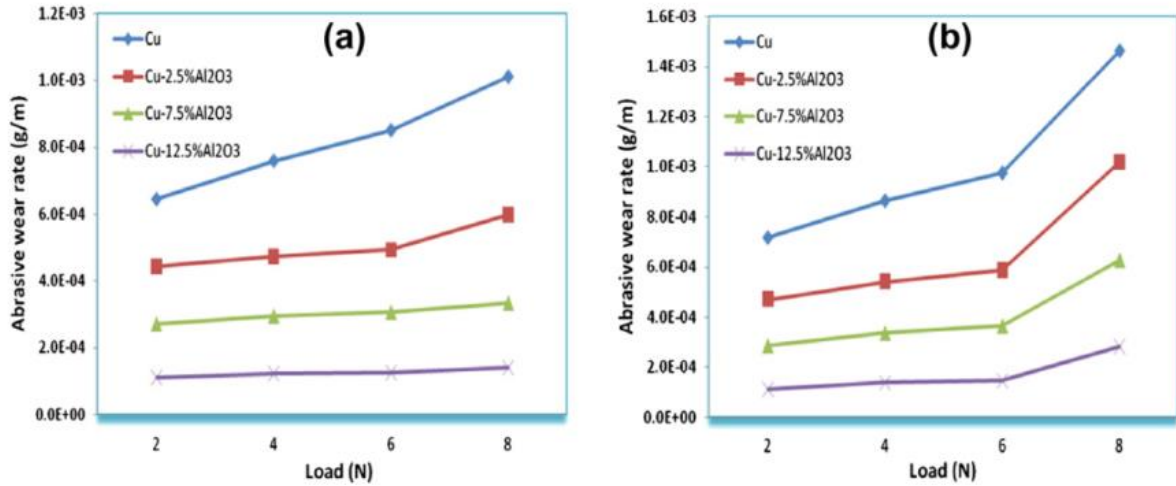 (a)
Abrasive wear rate (g/m)
1.2E-03
1.0E-03
8.0E-04
6.0E-04
4.0E-04
2.0E-04
0.0E+00
Cu
Cu-2.5%Al2O3
Cu-7.5%Al2O3
Cu-12.5%Al2O3
2 4 6 8
Load (N)
(b)
Abrasive wear rate (g/m)
1.6E-03
1.4E-03
1.2E-03
1.0E-03
8.0E-04
6.0E-04
4.0E-04
2.0E-04
0.0E+00
Cu
Cu-2.5%Al2O3
Cu-7.5%Al2O3
Cu-12.5%Al2O3
2 4 6 8
Load (N)